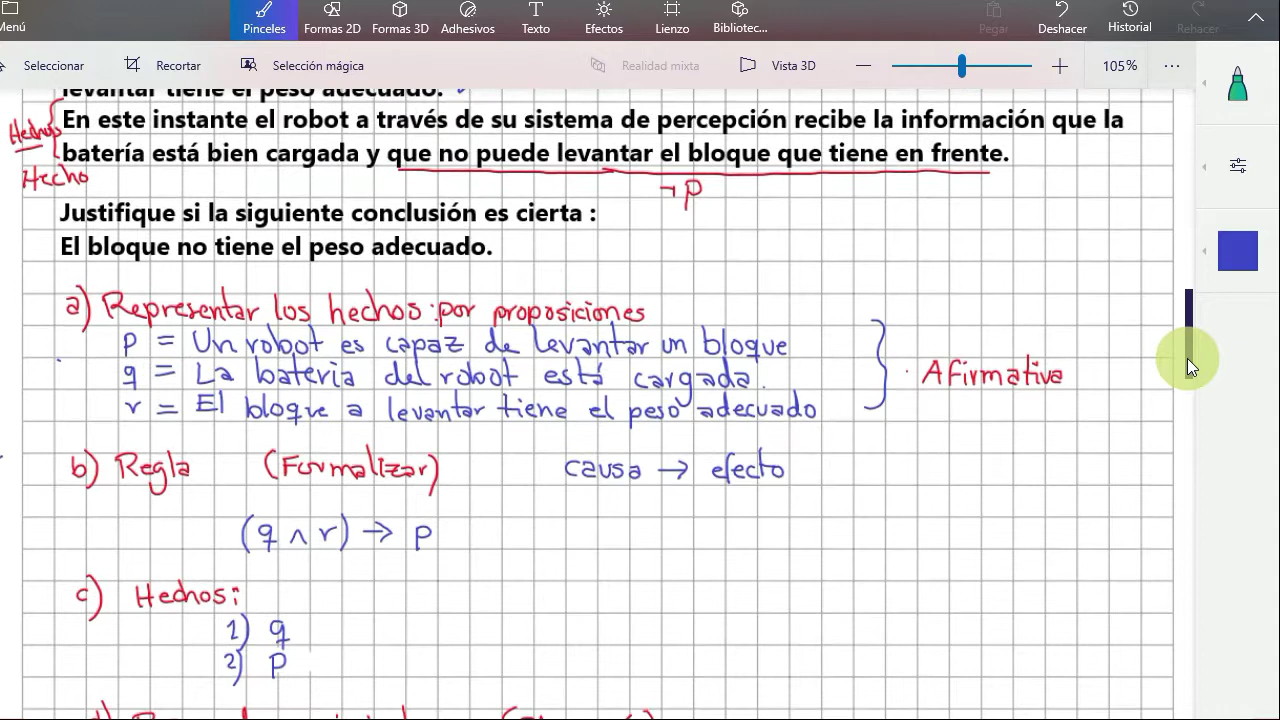 Menú
Pinceles
Formas 2D
Formas 3D
Adhesivos
Texto
Efectos
Lienzo
Bibliotec...
Pegar
Deshacer
Historial
Rehacer
Seleccionar
Recortar
Selección mágica
Realidad mixta
Vista 3D
105%
levantar tiene el peso adecuado.
Hechos
En este instante el robot a través de su sistema de percepción recibe la información que la
batería está bien cargada y que no puede levantar el bloque que tiene en frente.
Hecho
¬ p
Justifique si la siguiente conclusión es cierta :
El bloque no tiene el peso adecuado.
a) Representar los hechos : por proposiciones
p = Un robot es capaz de levantar un bloque
q = La batería del robot está cargada.
Afirmativa
r = El bloque a levantar tiene el peso adecuado
b) Regla (Formalizar) causa → efecto
(q ∧ r) → p
c) Hechos:
1) q
2) p